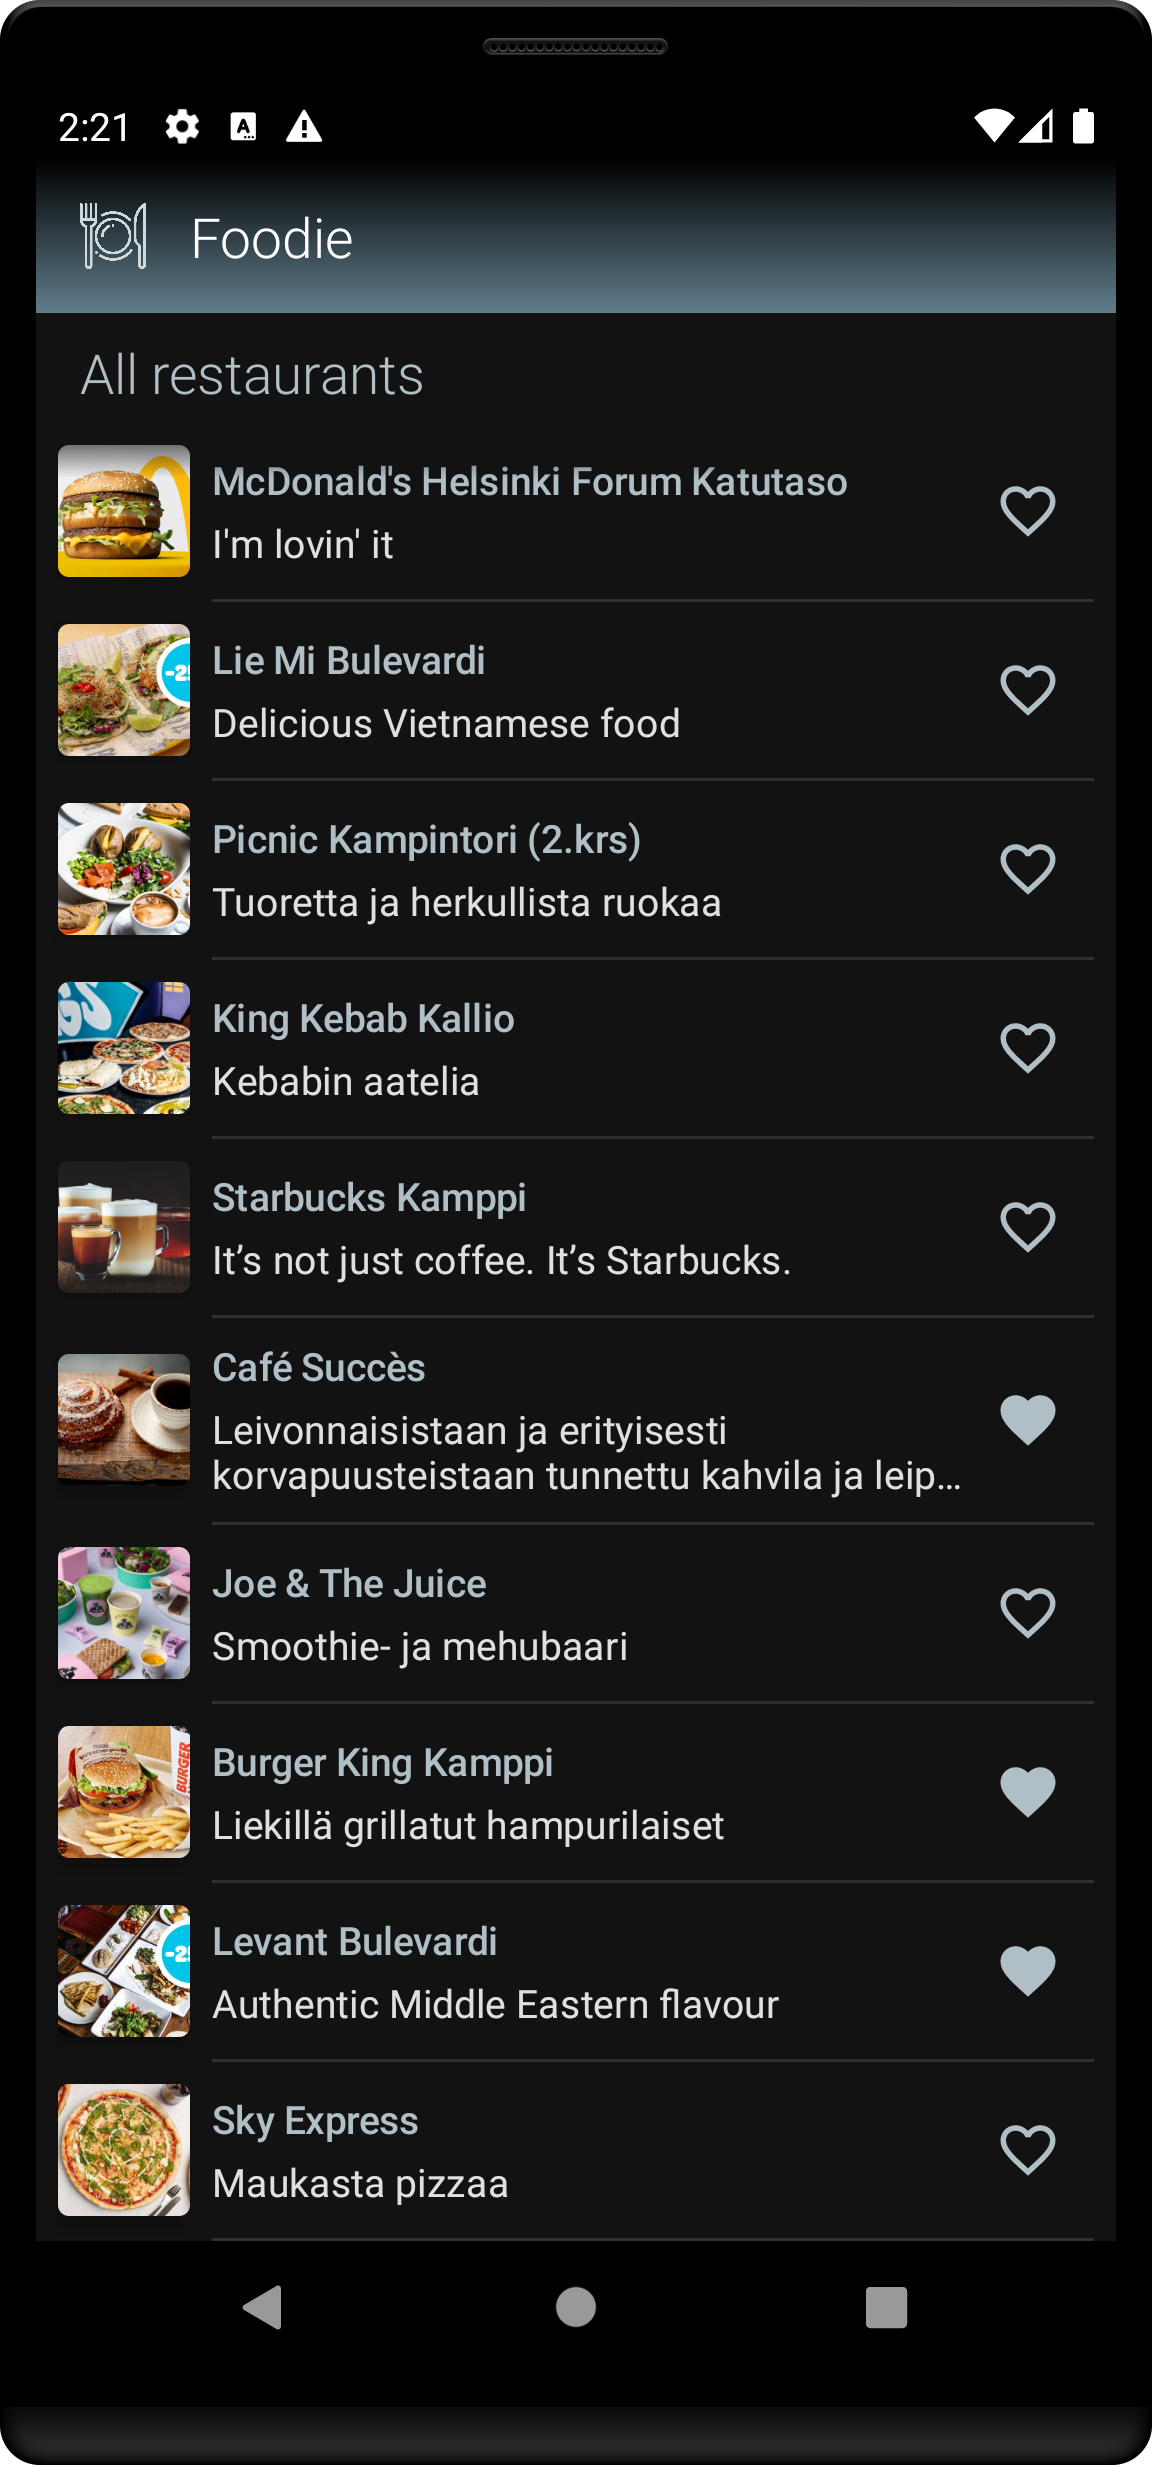 2:21
Foodie
All restaurants
McDonald's Helsinki Forum Katutaso
I'm lovin' it
Lie Mi Bulevardi
Delicious Vietnamese food
Picnic Kampintori (2.krs)
Tuoretta ja herkullista ruokaa
King Kebab Kallio
Kebabin aatelia
Starbucks Kamppi
It’s not just coffee. It’s Starbucks.
Café Succès
Leivonnaisistaan ja erityisesti
korvapuusteistaan tunnettu kahvila ja leip…
Joe & The Juice
Smoothie- ja mehubaari
BURGER
Burger King Kamppi
Liekillä grillatut hampurilaiset
Levant Bulevardi
Authentic Middle Eastern flavour
Sky Express
Maukasta pizzaa